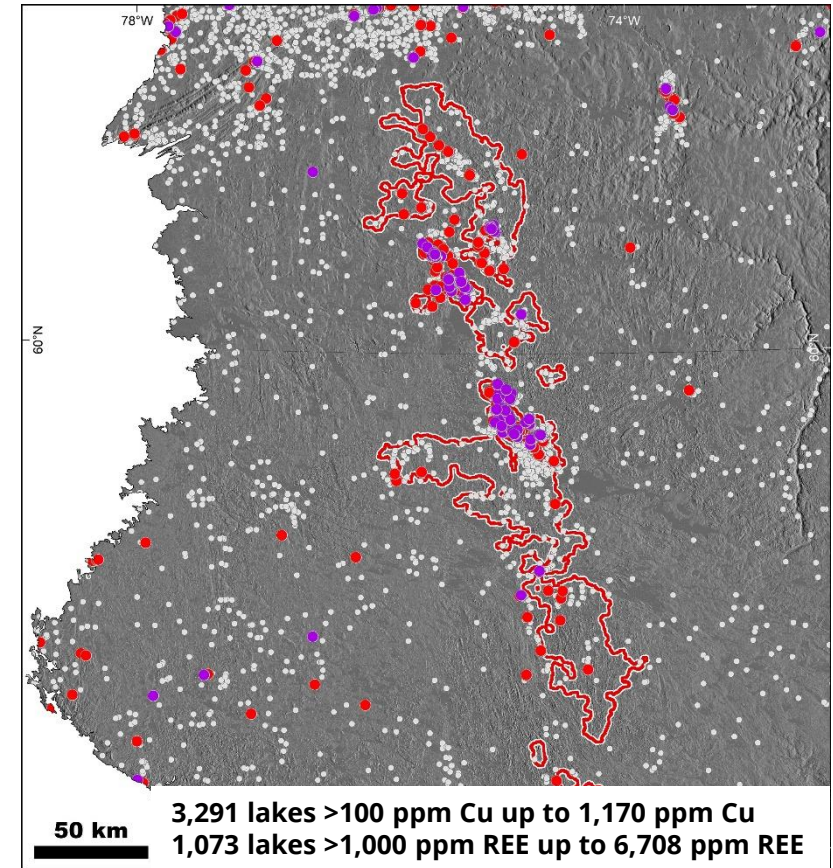 78°W
74°W
60°N
60°N
50 km
3,291 lakes >100 ppm Cu up to 1,170 ppm Cu
1,073 lakes >1,000 ppm REE up to 6,708 ppm REE